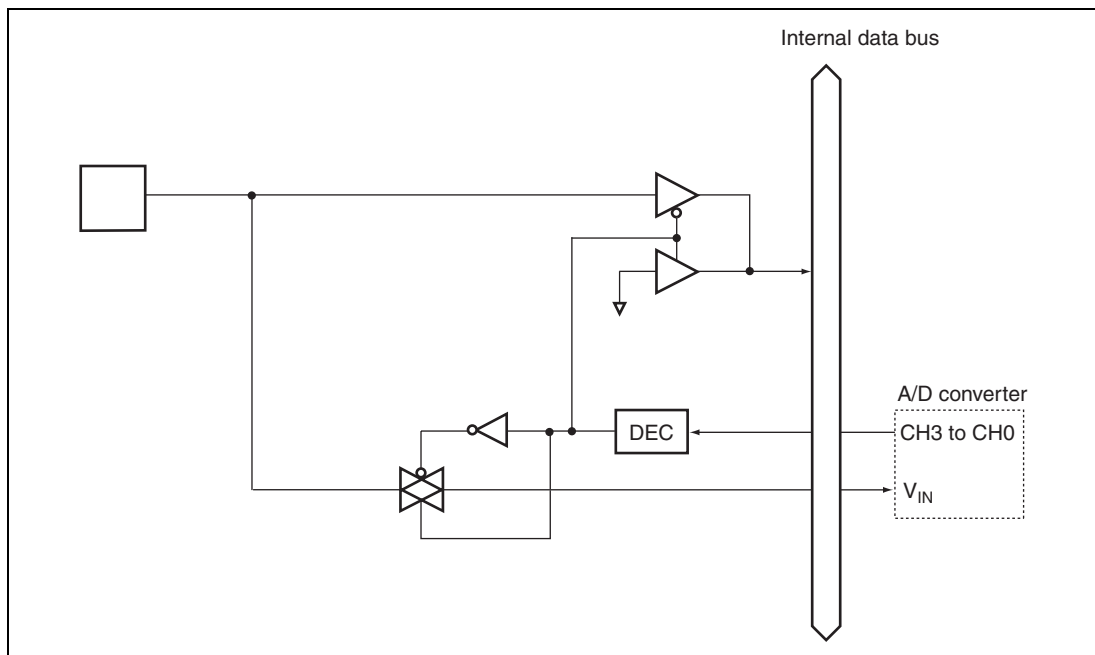 Internal data bus
A/D converter
DEC
CH3 to CH0
VIN